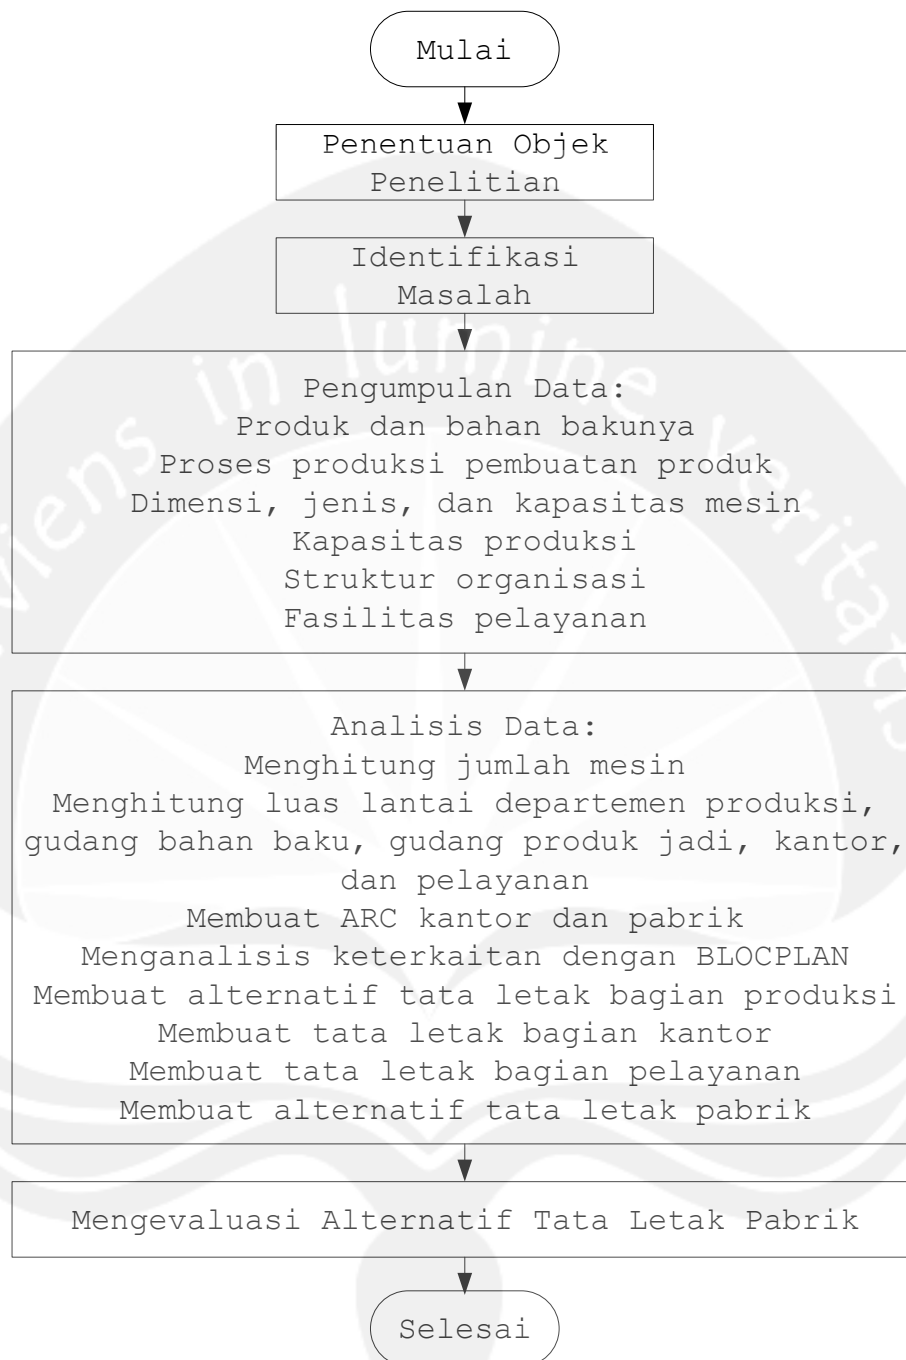 Mulai
Penentuan Objek
Penelitian
Identifikasi
Masalah
Pengumpulan Data:
Produk dan bahan bakunya
Proses produksi pembuatan produk
Dimensi, jenis, dan kapasitas mesin
Kapasitas produksi
Struktur organisasi
Fasilitas pelayanan
Analisis Data:
Menghitung jumlah mesin
Menghitung luas lantai departemen produksi,
gudang bahan baku, gudang produk jadi, kantor,
dan pelayanan
Membuat ARC kantor dan pabrik
Menganalisis keterkaitan dengan BLOCPLAN
Membuat alternatif tata letak bagian produksi
Membuat tata letak bagian kantor
Membuat tata letak bagian pelayanan
Membuat alternatif tata letak pabrik
Mengevaluasi Alternatif Tata Letak Pabrik
Selesai
in lumine